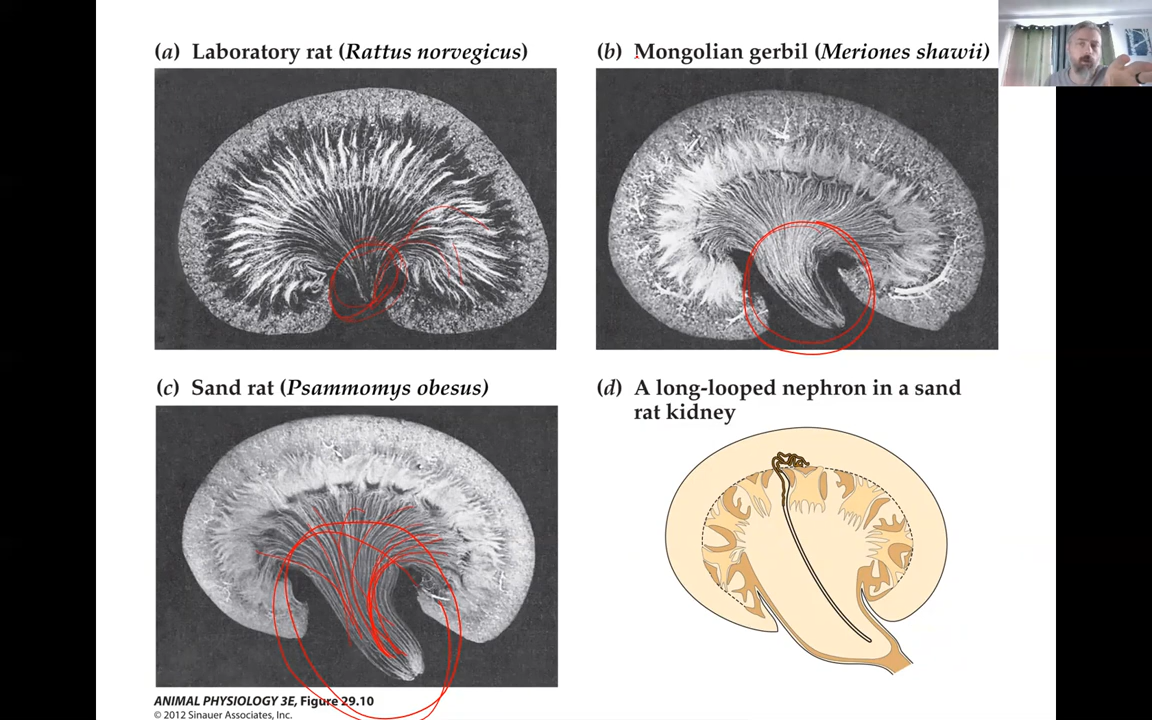 (a) Laboratory rat (Rattus norvegicus)
(b) Mongolian gerbil (Meriones shawii)
(c) Sand rat (Psammomys obesus)
(d) A long-looped nephron in a sand
rat kidney
ANIMAL PHYSIOLOGY 3E, Figure 29.10
© 2012 Sinauer Associates, Inc.